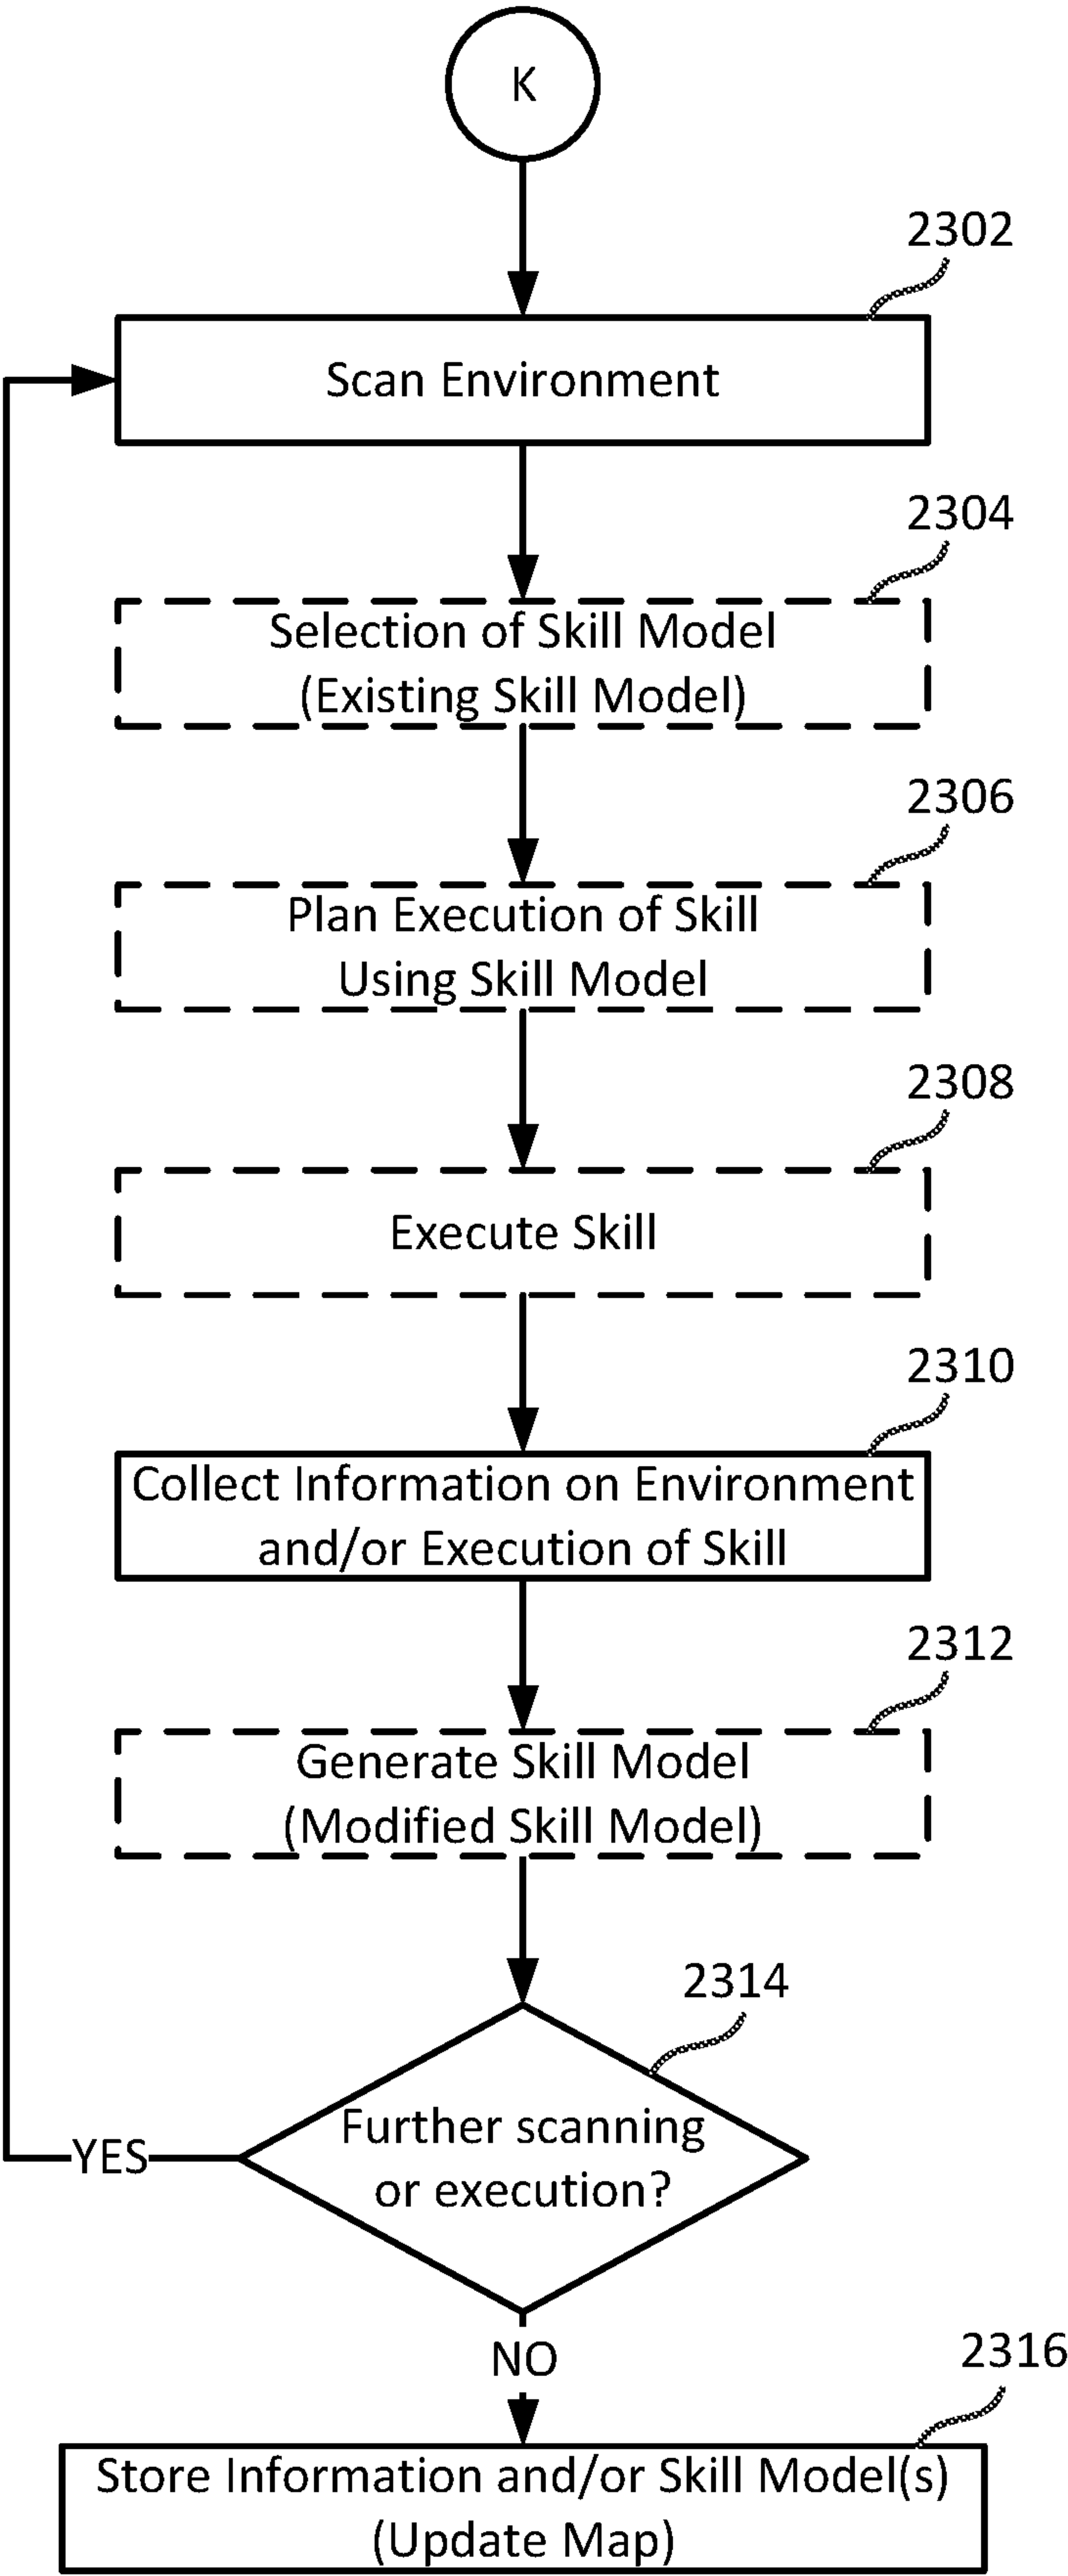 K
2302
Scan Environment
2304
Selection of Skill Model
(Existing Skill Model)
2306
Plan Execution of Skill
Using Skill Model
2308
Execute Skill
2310
Collect Information on Environment
and/or Execution of Skill
2312
Generate Skill Model
(Modified Skill Model)
2314
Further scanning
or execution?
YES
NO
2316
Store Information and/or Skill Model(s)
(Update Map)